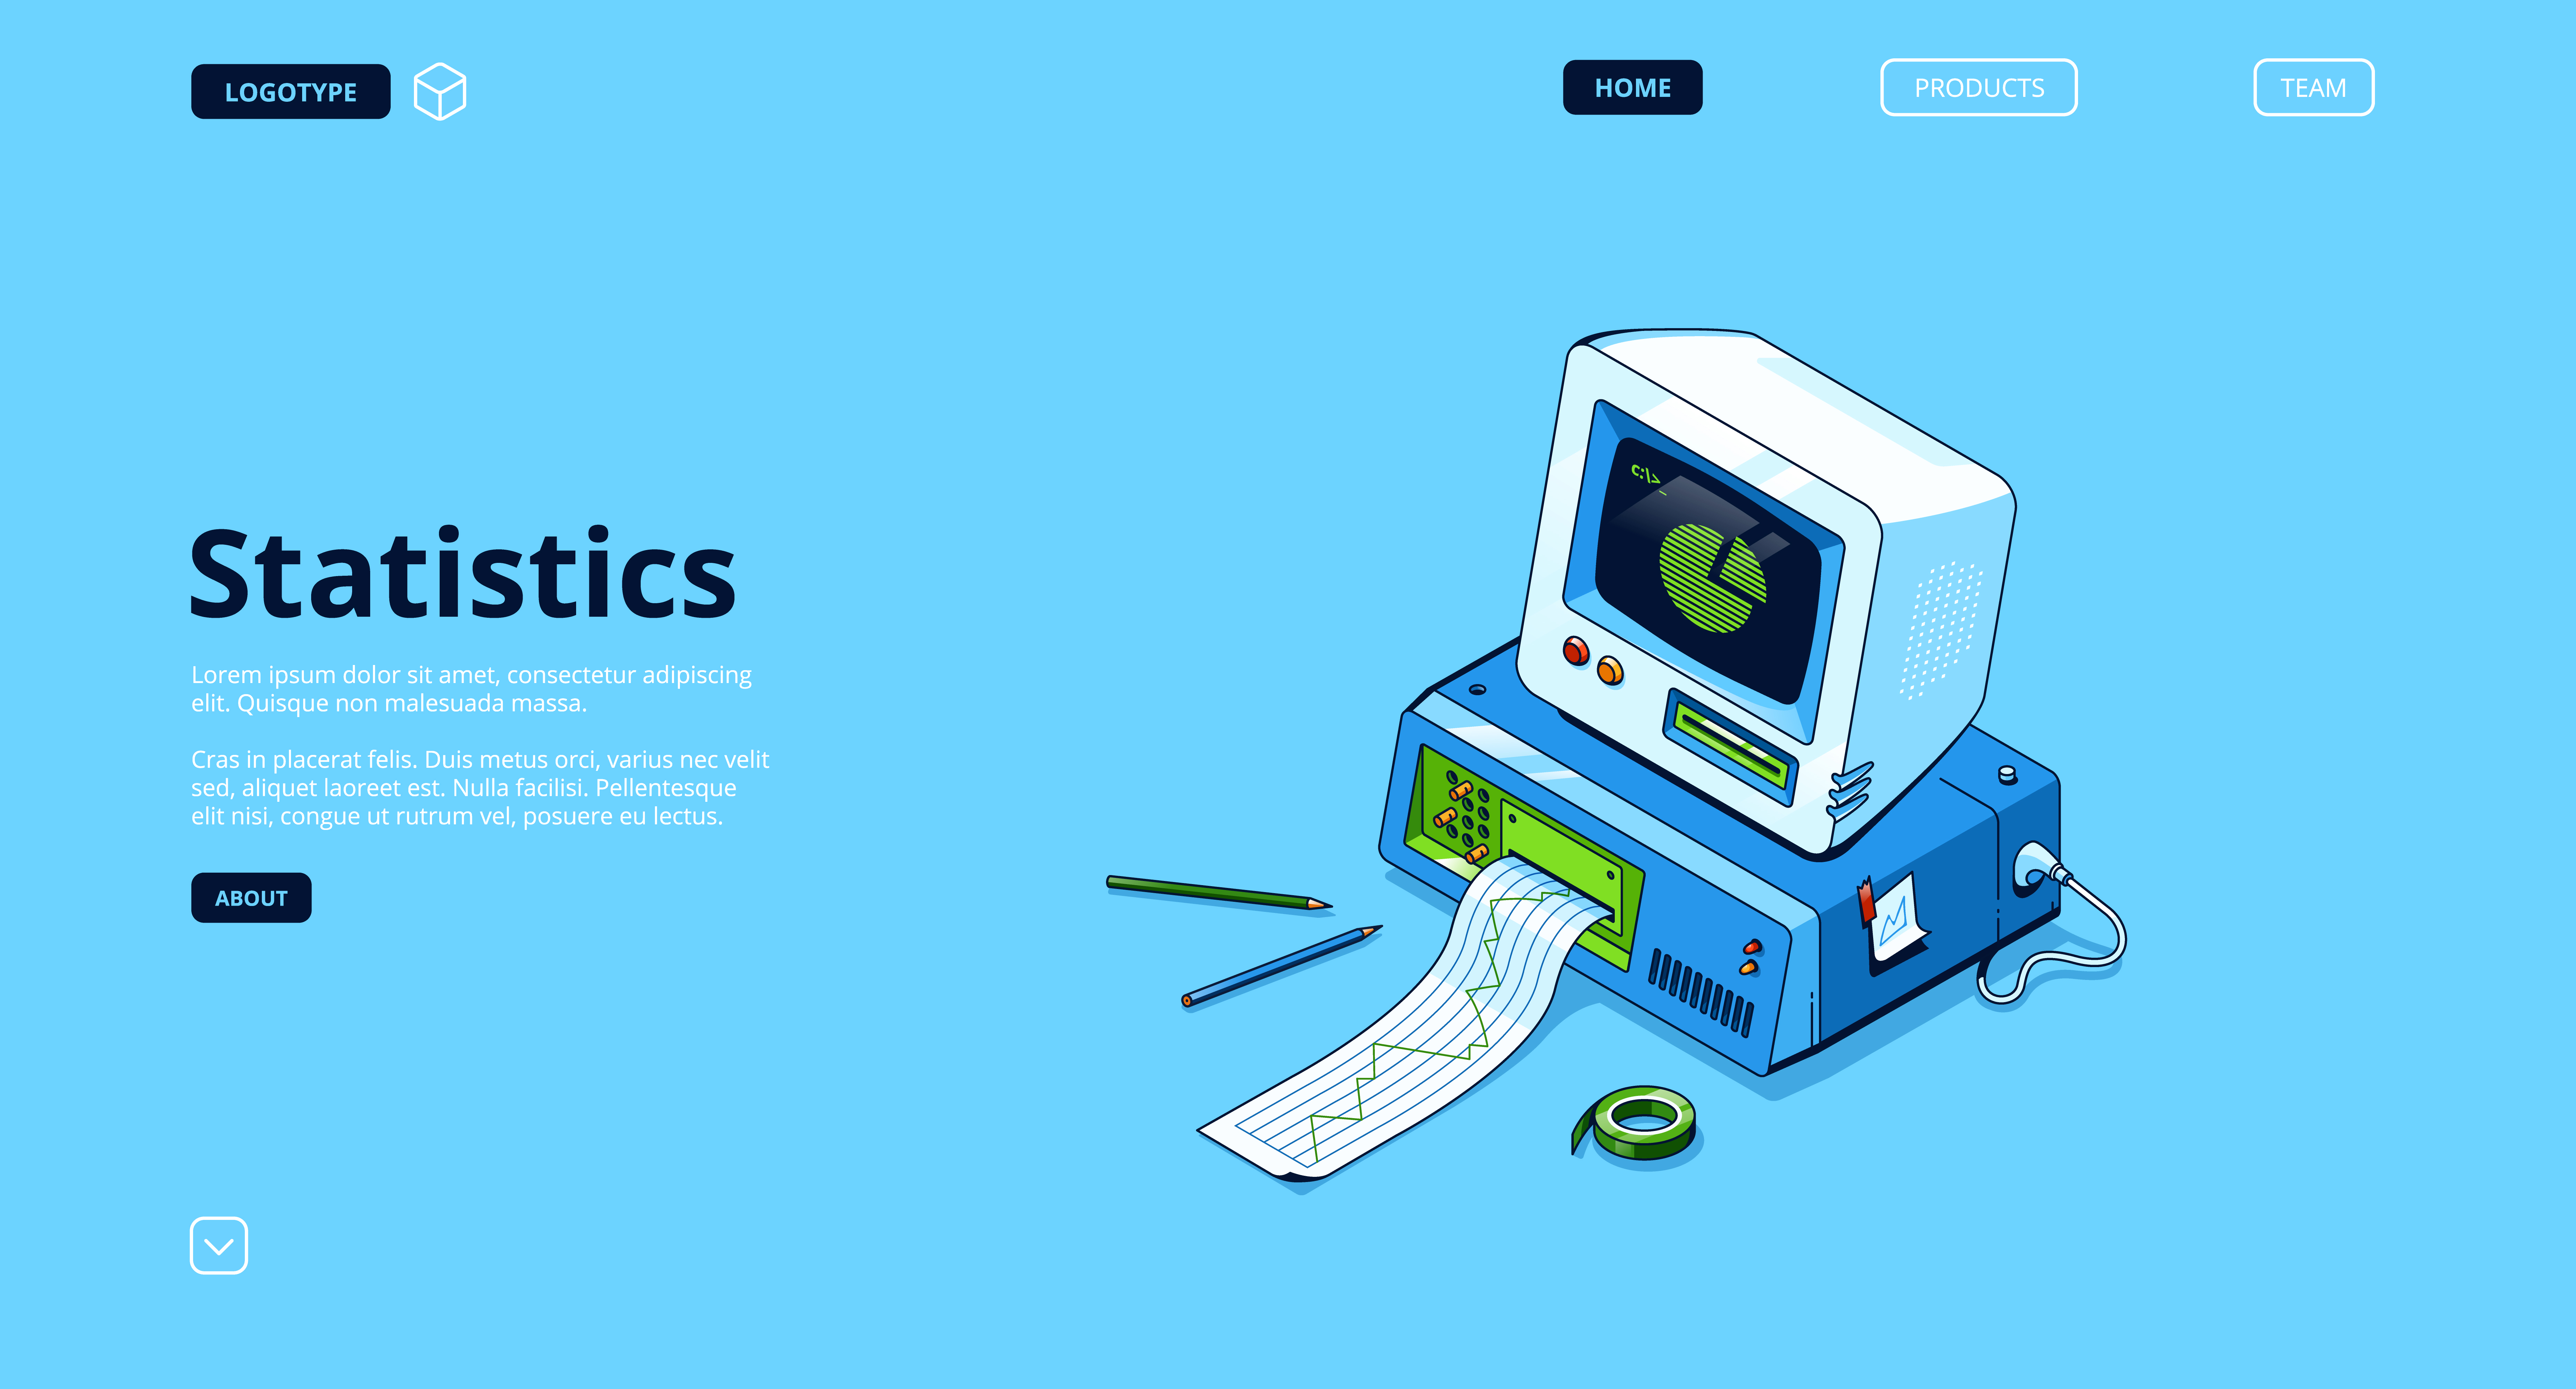 LOGOTYPE
HOME
PRODUCTS
TEAM
c:\>_
Statistics
Lorem ipsum dolor sit amet, consectetur adipiscing
elit. Quisque non malesuada massa.
Cras in placerat felis. Duis metus orci, varius nec velit
sed, aliquet laoreet est. Nulla facilisi. Pellentesque
elit nisi, congue ut rutrum vel, posuere eu lectus.
ABOUT